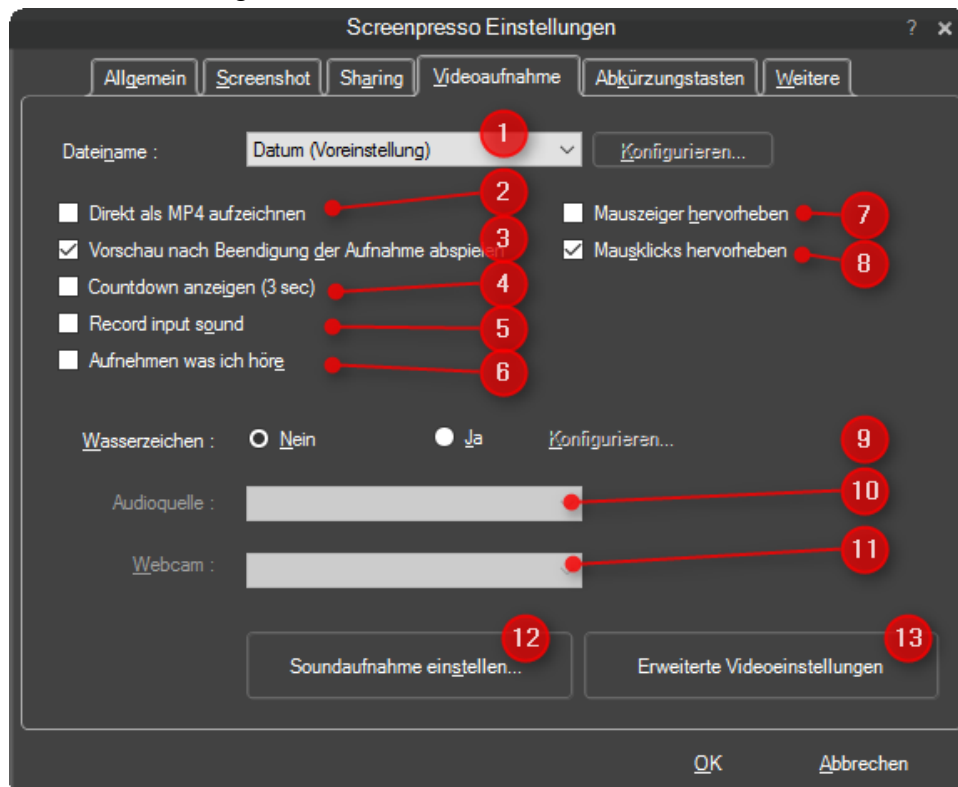 Screenpresso Einstellungen ?
Allgemein Screenshot Sharing Videoaufnahme Abkürzungstasten Weitere
1
Dateiname : Datum (Voreinstellung) Konfigurieren...
2
Direkt als MP4 aufzeichnen Mauszeiger hervorheben 7
3
Vorschau nach Beendigung der Aufnahme abspielen Mausklicks hervorheben 8
Countdown anzeigen (3 sec) 4
Record input sound 5
Aufnehmen was ich höre 6
Wasserzeichen : Nein Ja Konfigurieren... 9
Audioquelle : 10
Webcam : 11
12 13
Soundaufnahme einstellen... Erweiterte Videoeinstellungen
OK Abbrechen